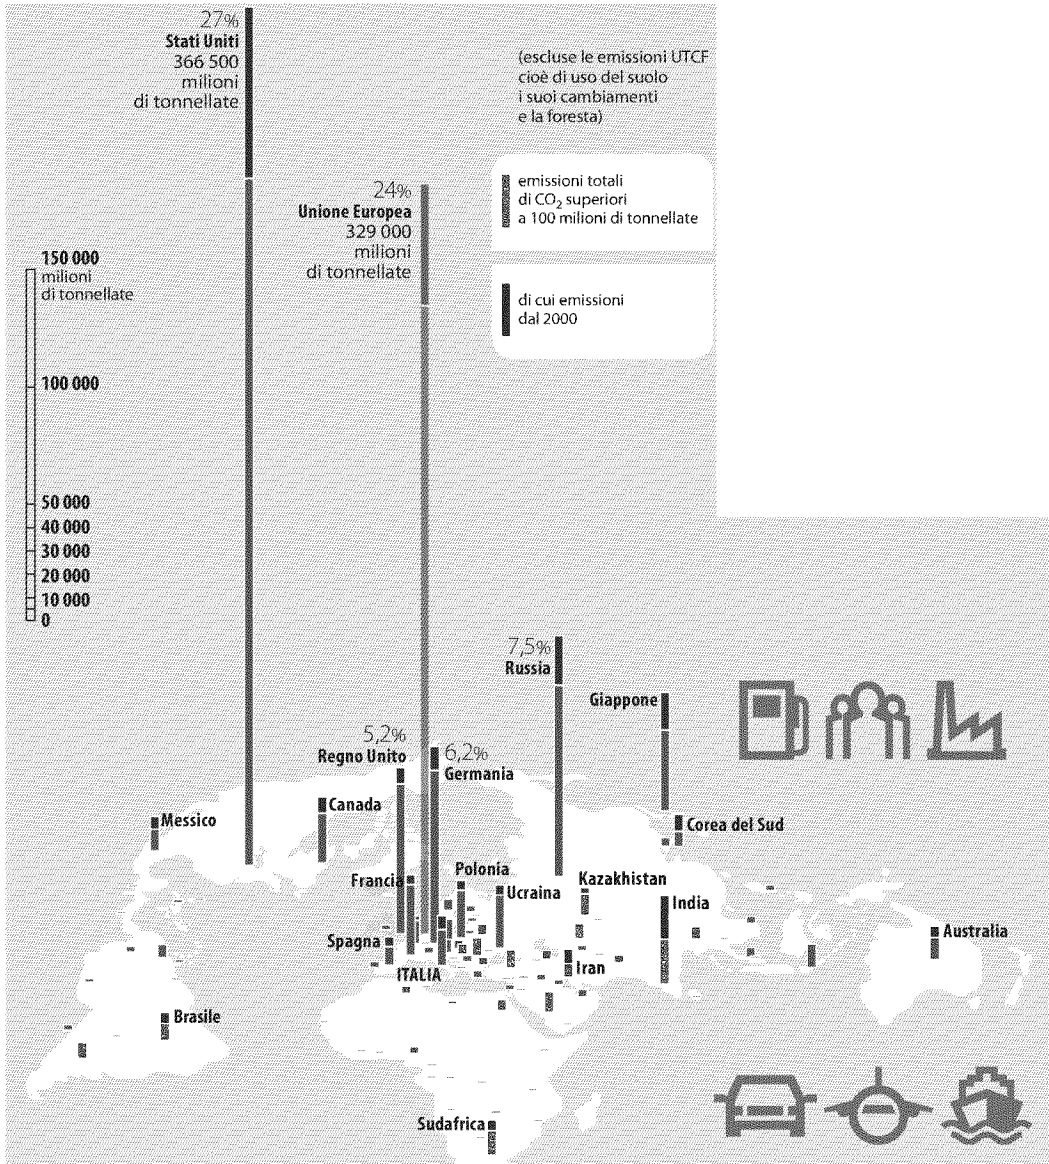 27%
Stati Uniti
366 500
milioni
di tonnellate
(escluse le emissioni UTCF
cioè di uso del suolo
i suoi cambiamenti
e la foresta)
emissioni totali
di CO₂ superiori
a 100 milioni di tonnellate
di cui emissioni
dal 2000
24%
Unione Europea
329 000
milioni
di tonnellate
150 000
milioni
di tonnellate
100 000
50 000
40 000
30 000
20 000
10 000
0
7,5%
Russia
Giappone
5,2%
Regno Unito
6,2%
Germania
Canada
Messico
Corea del Sud
Francia
Polonia
Ucraina
Kazakhistan
India
Australia
Spagna
ITALIA
Iran
Brasile
Sudafrica